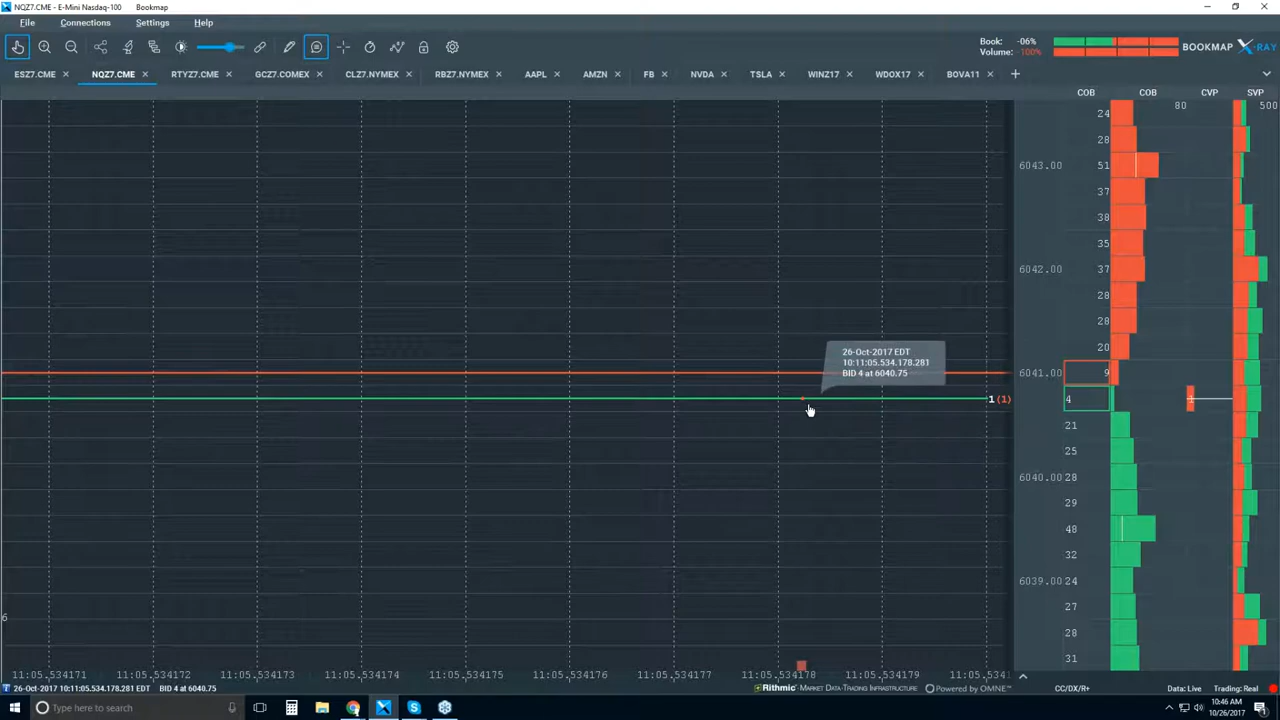 NQZ7.CME - E-Mini Nasdaq-100 Bookmap
File Connections Settings Help
Book: -06%
Volume: -100%
BOOKMAP X-RAY
ESZ7.CME NQZ7.CME RTYZ7.CME GCZ7.COMEX CLZ7.NYMEX RBZ7.NYMEX AAPL AMZN FB NVDA TSLA WINZ17 WDOX17 BOVA11
COB COB CVP SVP
80 500
24
28
6043.00 51
37
38
35
6042.00 37
28
28
20
26-Oct-2017 EDT
10:11:05.534.178.281
BID 4 at 6040.75
6041.00 9
1 (1) 4 1
21
25
6040.00 28
29
48
32
6039.00 24
27
6
28
31
11:05.534171 11:05.534172 11:05.534173 11:05.534174 11:05.534175 11:05.534176 11:05.534177 11:05.534178 11:05.534179
26-Oct-2017 10:11:05.534.178.281 EDT BID 4 at 6040.75
Rithmic MARKET DATA-TRADING INFRASTRUCTURE Powered by OMNE™ CC/DX/R+ Data: Live Trading: Real
Type here to search
10:46 AM
10/26/2017